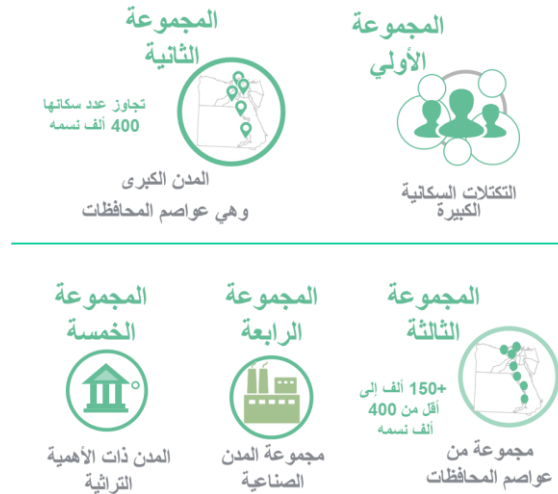 المجموعة
الأولي
التكتلات السكانية
الكبيرة
المجموعة
الثانية
تجاوز عدد سكانها
400 ألف نسمه
المدن الكبرى
وهي عواصم المحافظات
المجموعة
الثالثة
+150 ألف إلى
أقل من 400
ألف نسمه
مجموعة من
عواصم المحافظات
المجموعة
الرابعة
مجموعة المدن
الصناعية
المجموعة
الخمسة
المدن ذات الأهمية
التراثية